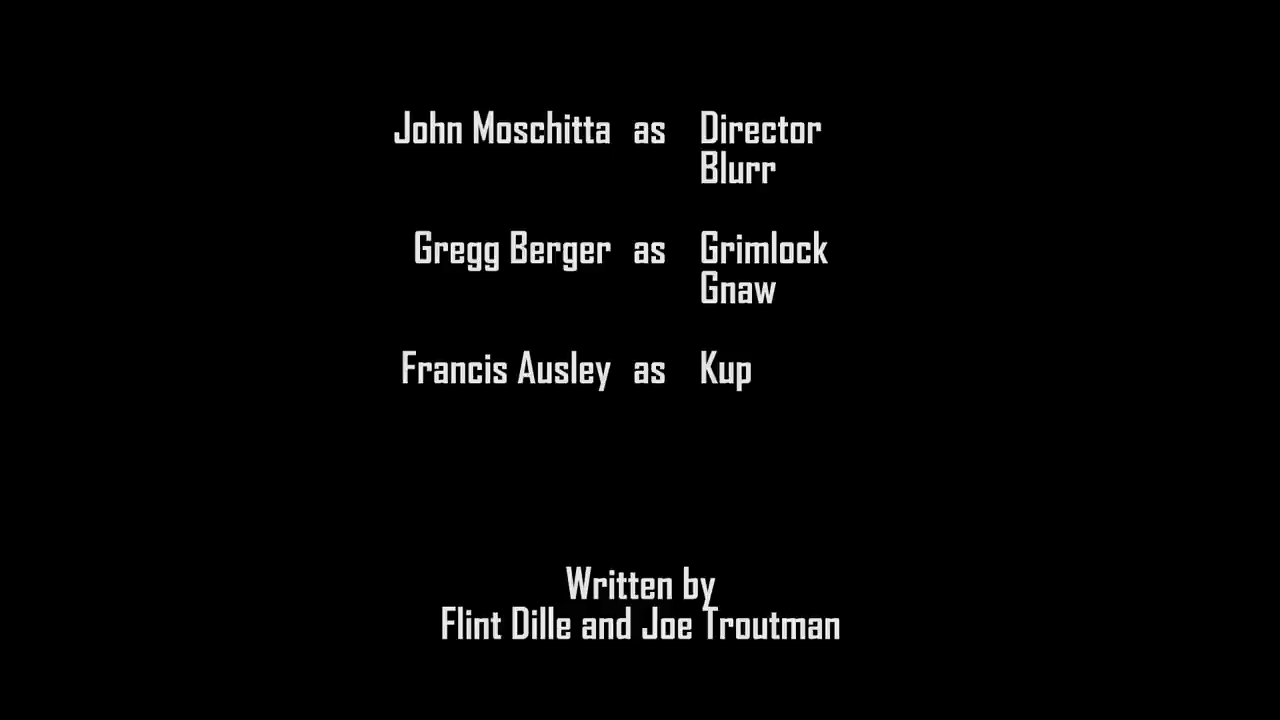 John Moschitta as Director
Blurr
Gregg Berger as Grimlock
Gnaw
Francis Ausley as Kup
Written by
Flint Dille and Joe Troutman